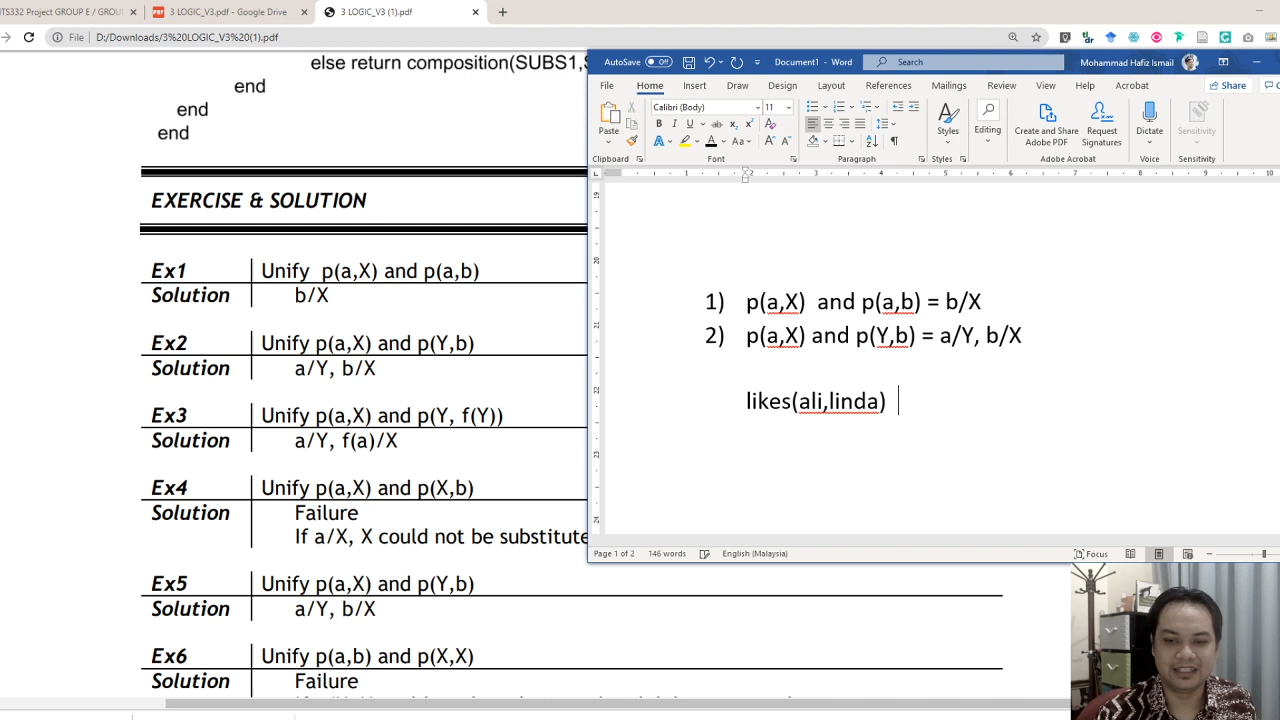 ITS332 Project GROUP E / GROU
3 LOGIC_V3.pdf - Google Drive
3 LOGIC_V3 (1).pdf
File
D:/Downloads/3%20LOGIC_V3%20(1).pdf
else return composition(SUBS1,S
end
end
end
EXERCISE & SOLUTION
Ex1 Unify p(a,X) and p(a,b)
Solution b/X
Ex2 Unify p(a,X) and p(Y,b)
Solution a/Y, b/X
Ex3 Unify p(a,X) and p(Y, f(Y))
Solution a/Y, f(a)/X
Ex4 Unify p(a,X) and p(X,b)
Solution Failure
If a/X, X could not be substitute
Ex5 Unify p(a,X) and p(Y,b)
Solution a/Y, b/X
Ex6 Unify p(a,b) and p(X,X)
Solution Failure
AutoSave Off Document1 - Word Search Mohammad Hafiz Ismail
File Home Insert Draw Design Layout References Mailings Review View Help Acrobat Share
Calibri (Body) 11
Paste Styles Editing Create and Share Adobe PDF Request Signatures Dictate Sensitivity
Clipboard Font Paragraph Styles Adobe Acrobat Voice Sensitivity
1) p(a,X) and p(a,b) = b/X
2) p(a,X) and p(Y,b) = a/Y, b/X
likes(ali,linda)
Page 1 of 2 146 words English (Malaysia) Focus